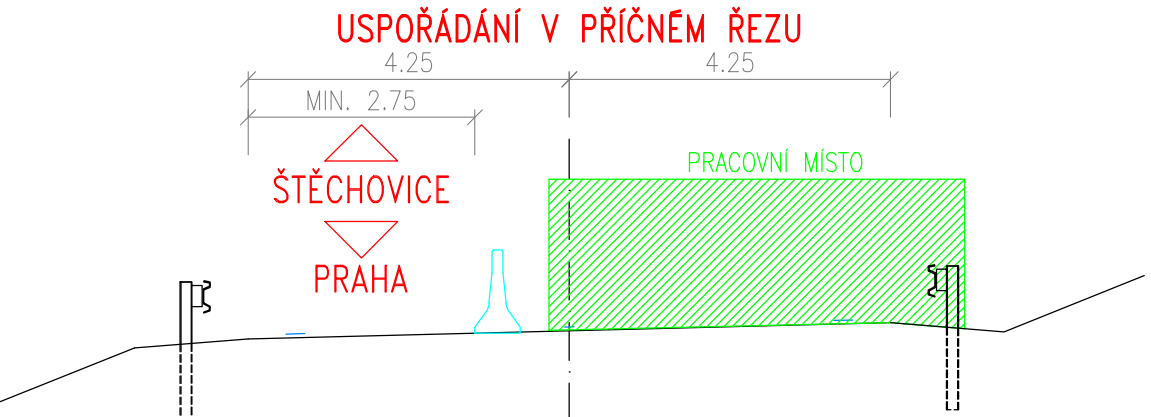 USPOŘÁDÁNÍ V PŘÍČNÉM ŘEZU
4.25 4.25
MIN. 2.75
PRACOVNÍ MÍSTO
ŠTĚCHOVICE
PRAHA